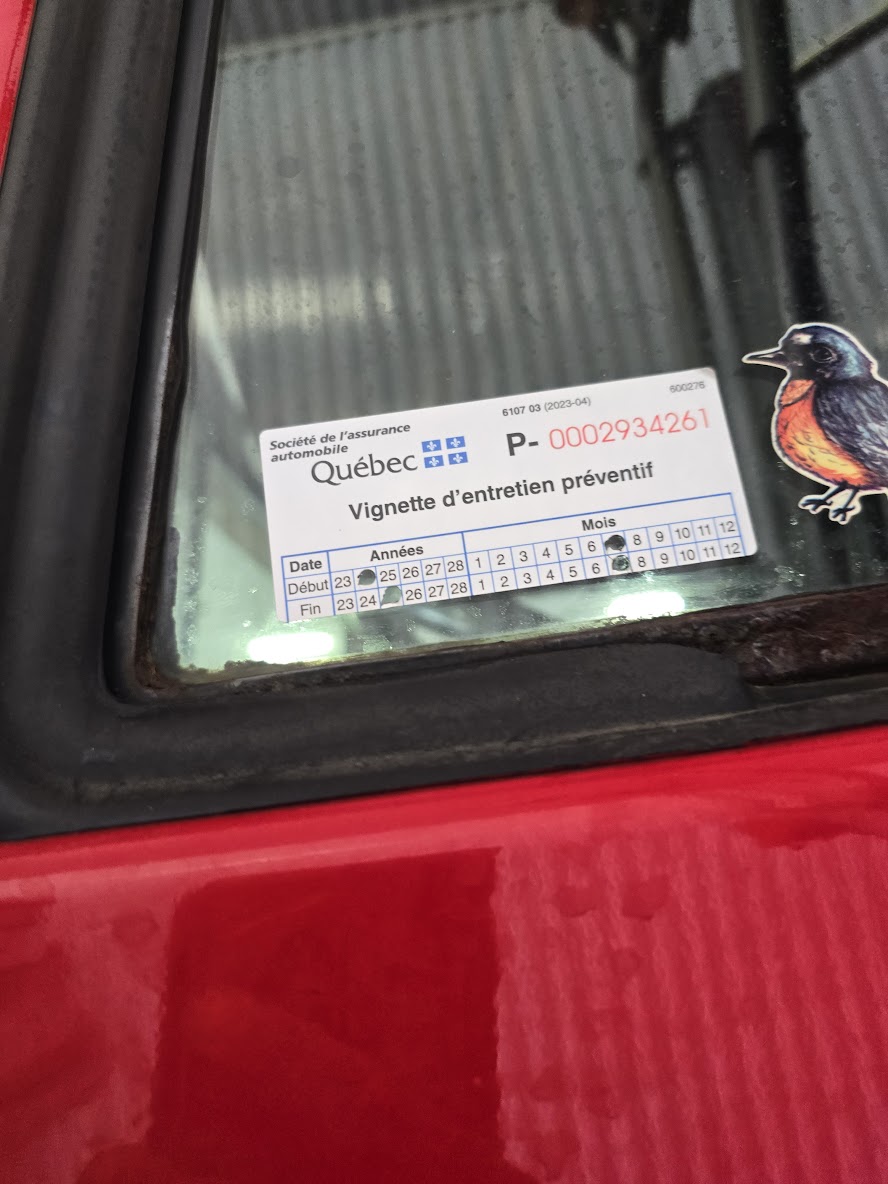 6107 03 (2023-04)
600276
Société de l'assurance
automobile
Québec
P- 0002934261
Vignette d'entretien préventif
Date Années Mois
Début 23 25 26 27 28 1 2 3 4 5 6 8 9 10 11 12
Fin 23 24 26 27 28 1 2 3 4 5 6 8 9 10 11 12